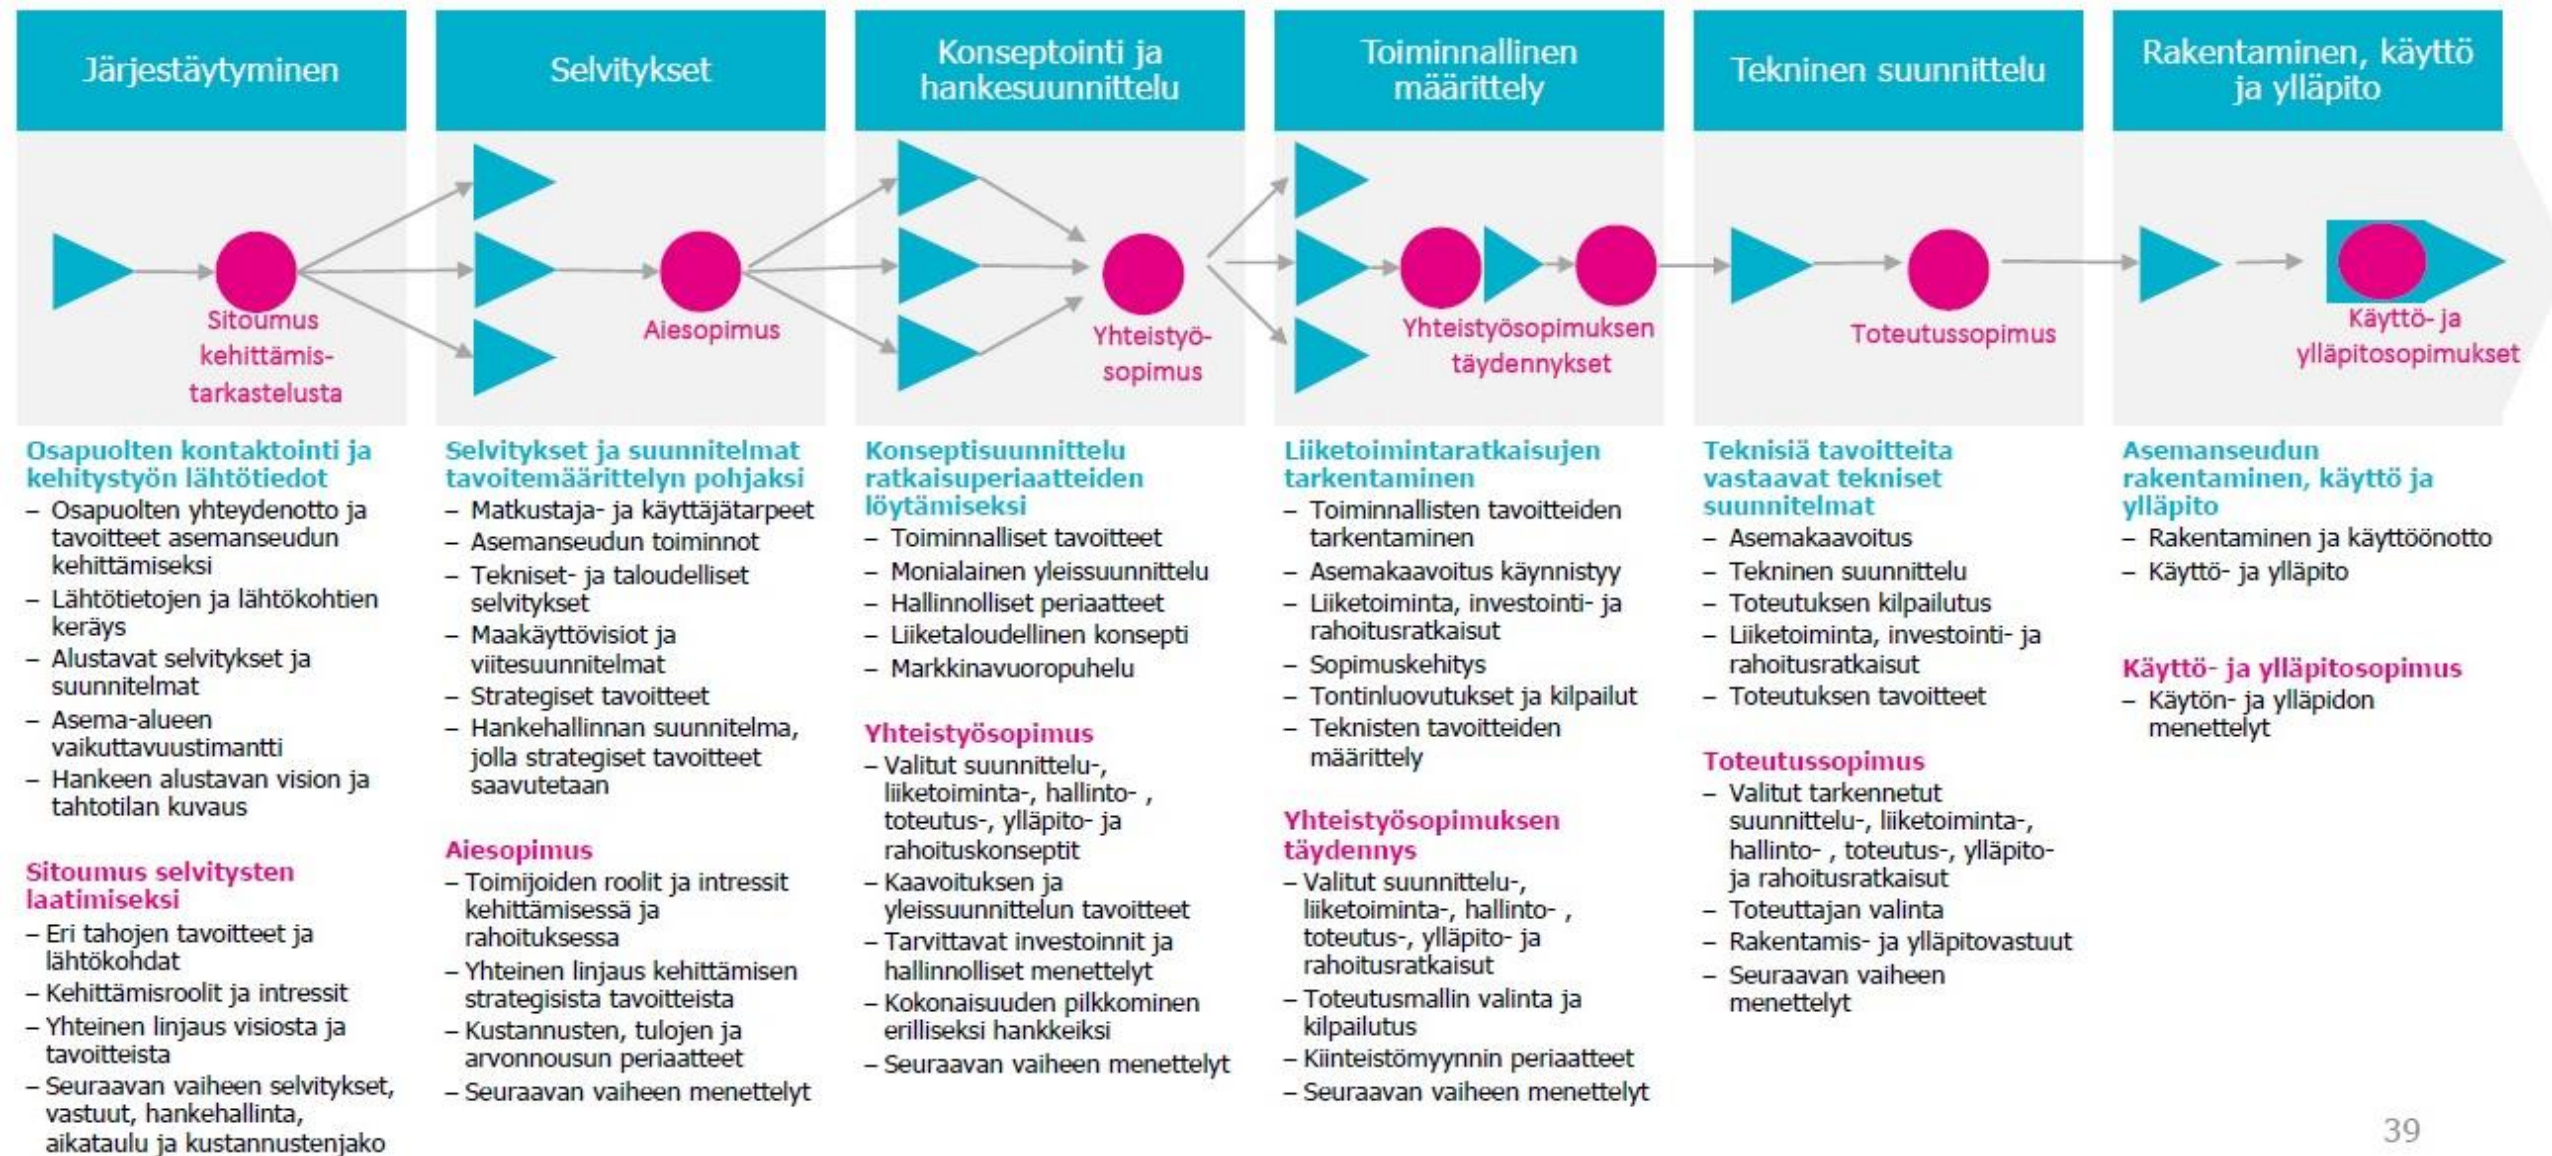 Järjestäytyminen
Selvitykset
Konseptointi ja
hankesuunnittelu
Toiminnallinen
määrittely
Tekninen suunnittelu
Rakentaminen, käyttö
ja ylläpito
Sitoumus
kehittämis-
tarkastelusta
Aiesopimus
Yhteistyö-
sopimus
Yhteistyösopimuksen
täydennykset
Toteutussopimus
Käyttö- ja
ylläpitosopimukset
Osapuolten kontaktointi ja
kehitystyön lähtötiedot
– Osapuolten yhteydenotto ja
tavoitteet asemanseudun
kehittämiseksi
– Lähtötietojen ja lähtökohtien
keräys
– Alustavat selvitykset ja
suunnitelmat
– Asema-alueen
vaikuttavuustimantti
– Hankeen alustavan vision ja
tahtotilan kuvaus
Sitoumus selvitysten
laatimiseksi
– Eri tahojen tavoitteet ja
lähtökohdat
– Kehittämisroolit ja intressit
– Yhteinen linjaus visiosta ja
tavoitteista
– Seuraavan vaiheen selvitykset,
vastuut, hankehallinta,
aikataulu ja kustannustenjako
Selvitykset ja suunnitelmat
tavoitemäärittelyn pohjaksi
– Matkustaja- ja käyttäjätarpeet
– Asemanseudun toiminnot
– Tekniset- ja taloudelliset
selvitykset
– Maakäyttövisiot ja
viitesuunnitelmat
– Strategiset tavoitteet
– Hankehallinnan suunnitelma,
jolla strategiset tavoitteet
saavutetaan
Aiesopimus
– Toimijoiden roolit ja intressit
kehittämisessä ja
rahoituksessa
– Yhteinen linjaus kehittämisen
strategisista tavoitteista
– Kustannusten, tulojen ja
arvonnousun periaatteet
– Seuraavan vaiheen menettelyt
Konseptisuunnittelu
ratkaisuperiaatteiden
löytämiseksi
– Toiminnalliset tavoitteet
– Monialainen yleissuunnittelu
– Hallinnolliset periaatteet
– Liiketaloudellinen konsepti
– Markkinavuoropuhelu
Yhteistyösopimus
– Valitut suunnittelu-,
liiketoiminta-, hallinto- ,
toteutus-, ylläpito- ja
rahoituskonseptit
– Kaavoituksen ja
yleissuunnittelun tavoitteet
– Tarvittavat investoinnit ja
hallinnolliset menettelyt
– Kokonaisuuden pilkkominen
erilliseksi hankkeiksi
– Seuraavan vaiheen menettelyt
Liiketoimintaratkaisujen
tarkentaminen
– Toiminnallisten tavoitteiden
tarkentaminen
– Asemakaavoitus käynnistyy
– Liiketoiminta, investointi- ja
rahoitusratkaisut
– Sopimuskehitys
– Tontinluovutukset ja kilpailut
– Teknisten tavoitteiden
määrittely
Yhteistyösopimuksen
täydennys
– Valitut suunnittelu-,
liiketoiminta-, hallinto- ,
toteutus-, ylläpito- ja
rahoitusratkaisut
– Toteutusmallin valinta ja
kilpailutus
– Kiinteistömyynnin periaatteet
– Seuraavan vaiheen menettelyt
Teknisiä tavoitteita
vastaavat tekniset
suunnitelmat
– Asemakaavoitus
– Tekninen suunnittelu
– Toteutuksen kilpailutus
– Liiketoiminta, investointi- ja
rahoitusratkaisut
– Toteutuksen tavoitteet
Toteutussopimus
– Valitut tarkennetut
suunnittelu-, liiketoiminta-,
hallinto- , toteutus-, ylläpito-
ja rahoitusratkaisut
– Toteuttajan valinta
– Rakentamis- ja ylläpitovastuut
– Seuraavan vaiheen
menettelyt
Asemanseudun
rakentaminen, käyttö ja
ylläpito
– Rakentaminen ja käyttöönotto
– Käyttö- ja ylläpito
Käyttö- ja ylläpitosopimus
– Käytön- ja ylläpidon
menettelyt
39